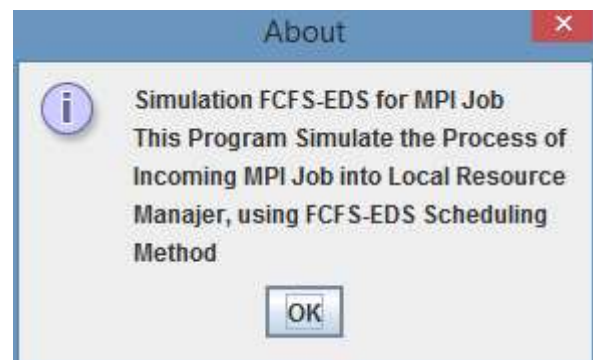 About
Simulation FCFS-EDS for MPI Job
This Program Simulate the Process of
Incoming MPI Job into Local Resource
Manajer, using FCFS-EDS Scheduling
Method
OK